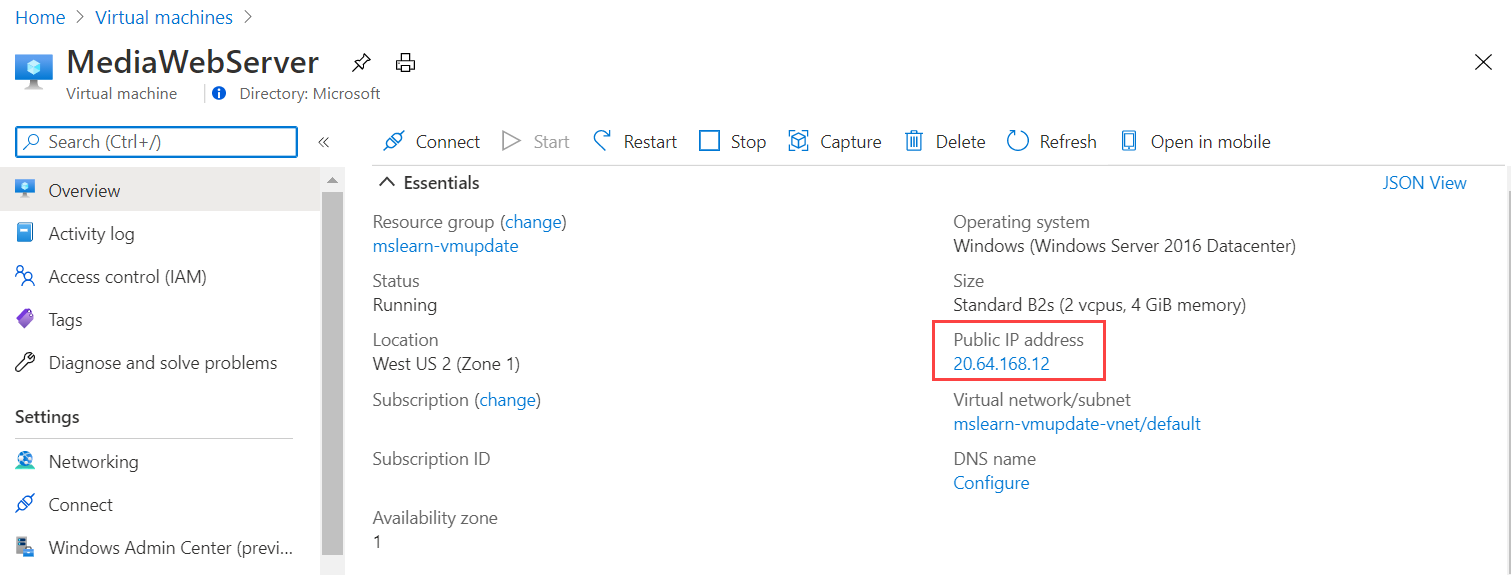 Home > Virtual machines >
MediaWebServer
Virtual machine
Directory: Microsoft
Search (Ctrl+/)
«
Overview
Activity log
Access control (IAM)
Tags
Diagnose and solve problems
Settings
Networking
Connect
Windows Admin Center (previ...
Connect Start Restart Stop Capture Delete Refresh Open in mobile
Essentials
JSON View
Resource group (change)
mslearn-vmupdate
Status
Running
Location
West US 2 (Zone 1)
Subscription (change)
Subscription ID
Availability zone
1
Operating system
Windows (Windows Server 2016 Datacenter)
Size
Standard B2s (2 vcpus, 4 GiB memory)
Public IP address
20.64.168.12
Virtual network/subnet
mslearn-vmupdate-vnet/default
DNS name
Configure